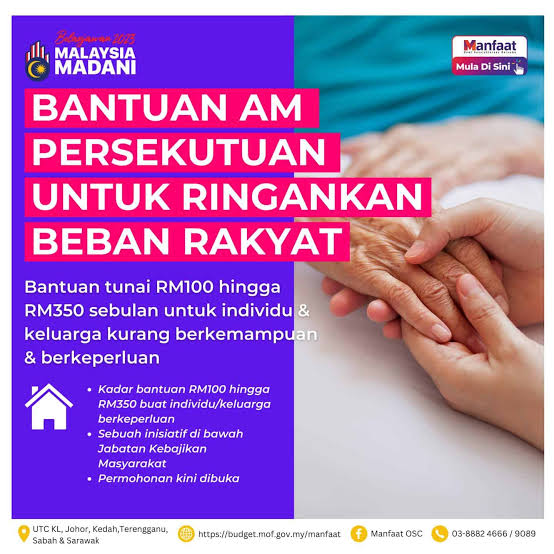 Belanjawan 2023
MALAYSIA
MADANI
Manfaat
Mula Di Sini
BANTUAN AM
PERSEKUTUAN
UNTUK RINGANKAN
BEBAN RAKYAT
Bantuan tunai RM100 hingga
RM350 sebulan untuk individu &
keluarga kurang berkemampuan
& berkeperluan
Kadar bantuan RM100 hingga
RM350 buat individu/keluarga
berkeperluan
Sebuah inisiatif di bawah
Jabatan Kebajikan
Masyarakat
Permohonan kini dibuka
UTC KL, Johor, Kedah,Terengganu,
Sabah & Sarawak
https://budget.mof.gov.my/manfaat
Manfaat OSC
03-8882 4666 / 9089